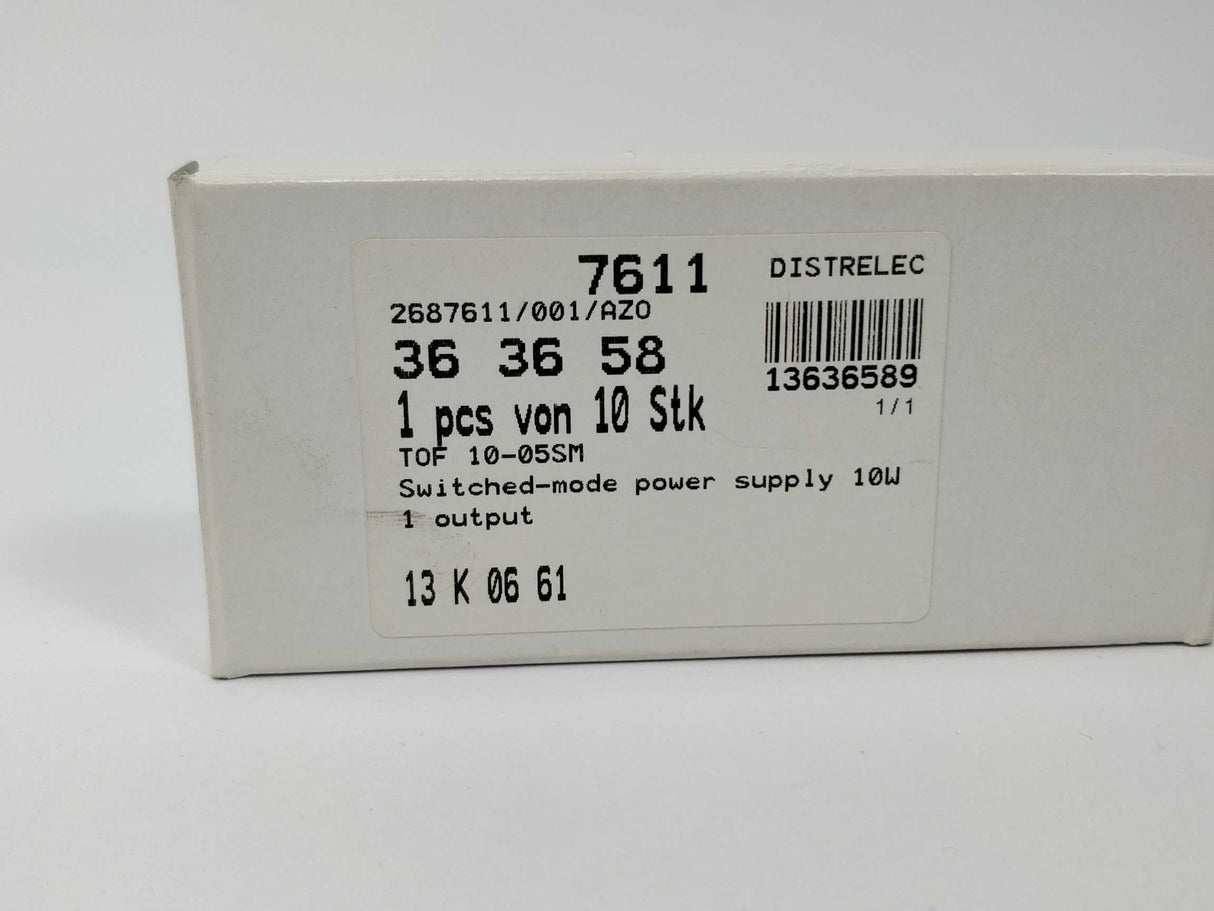 7611
DISTRELEC
2687611/001/AZO
36 36 58
13636589
1/1
1 pcs von 10 Stk
TOF 10-05SM
Switched-mode power supply 10W
1 output
13 K 06 61